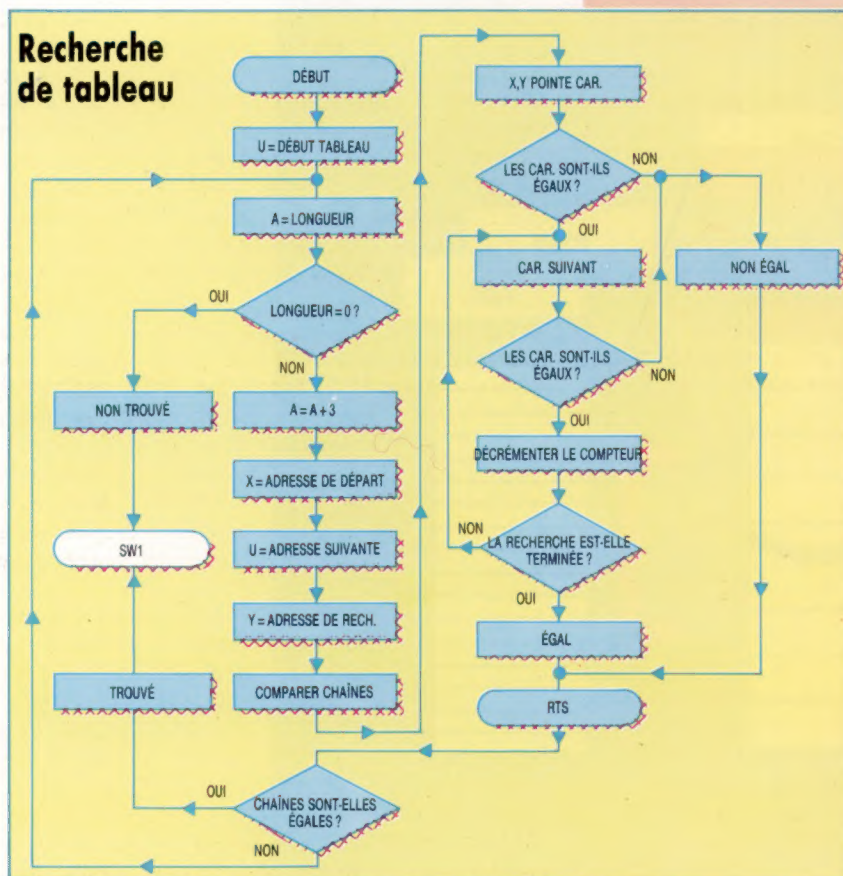 Recherche
de tableau
DÉBUT
U = DÉBUT TABLEAU
A = LONGUEUR
LONGUEUR = 0 ?
OUI
NON
NON TROUVÉ
A = A + 3
X = ADRESSE DE DÉPART
SW1
U = ADRESSE SUIVANTE
Y = ADRESSE DE RECH.
TROUVÉ
COMPARER CHAÎNES
OUI
CHAÎNES SONT-ELLES
ÉGALES ?
NON
X,Y POINTE CAR.
LES CAR. SONT-ILS
ÉGAUX ?
NON
OUI
CAR. SUIVANT
NON ÉGAL
LES CAR. SONT-ILS
ÉGAUX ?
NON
OUI
DÉCRÉMENTER LE COMPTEUR
NON
LA RECHERCHE EST-ELLE
TERMINÉE ?
OUI
ÉGAL
RTS